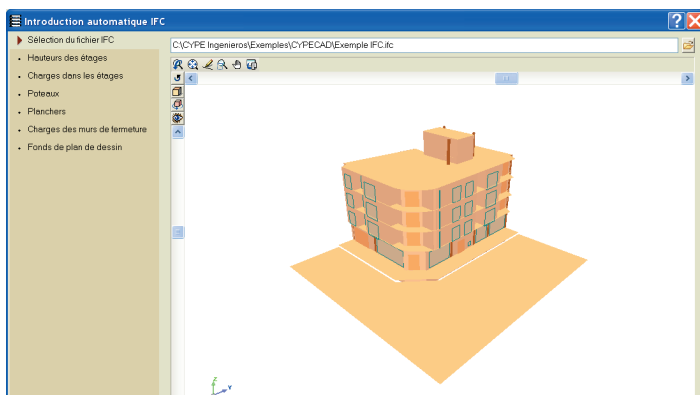 Introduction automatique IFC
Sélection du fichier IFC
Hauteurs des étages
Charges dans les étages
Poteaux
Planchers
Charges des murs de fermeture
Fonds de plan de dessin
C:\CYPE Ingenieros\Exemples\CYPECAD\Exemple IFC.ifc
Z
Y